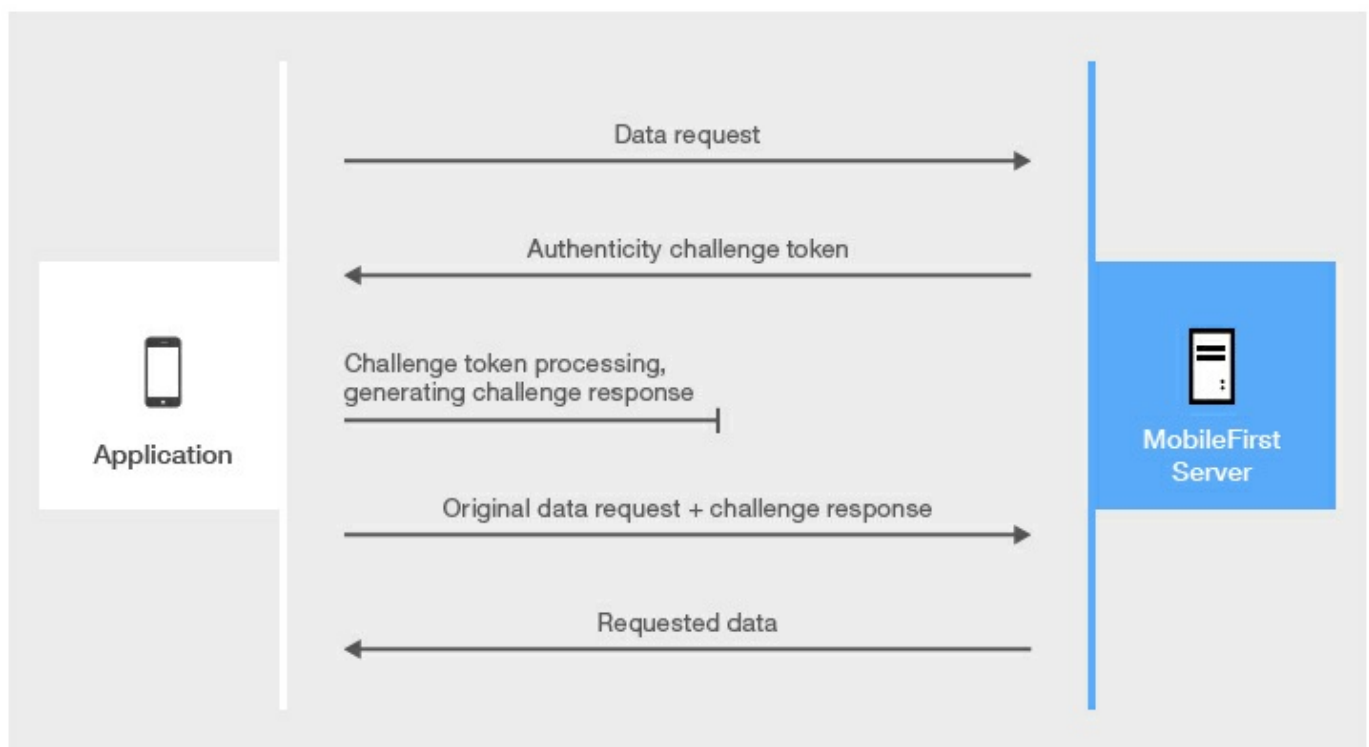 Data request
Authenticity challenge token
Challenge token processing,
generating challenge response
Application
MobileFirst
Server
Original data request + challenge response
Requested data